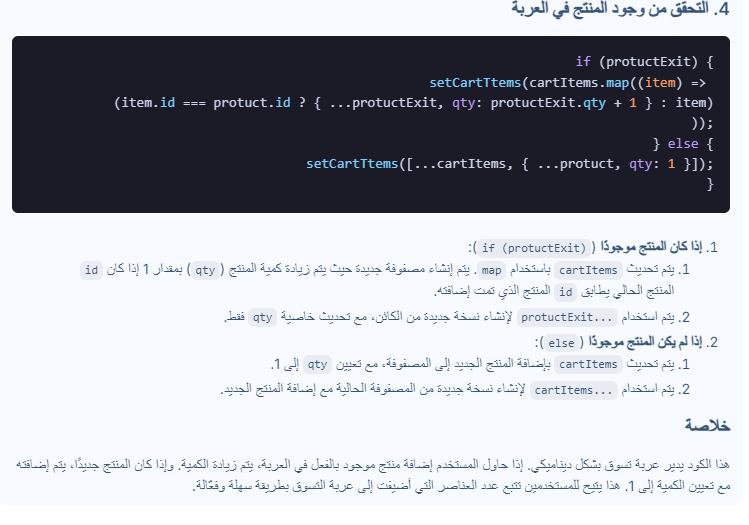 4. التحقق من وجود المنتج في العربة
if (protuctExit) {
setCartTtems(cartItems.map((item) =>
(item.id === protuct.id ? { ...protuctExit, qty: protuctExit.qty + 1 } : item)
));
} else {
setCartTtems([...cartItems, { ...protuct, qty: 1 }]);
}
1. إذا كان المنتج موجودًا (if (protuctExit)):
1. يتم تحديث cartItems باستخدام map. يتم إنشاء مصفوفة جديدة حيث يتم زيادة كمية المنتج (qty) بمقدار 1 إذا كان id
المنتج الحالي يطابق id المنتج الذي تمت إضافته.
2. يتم استخدام ...protuctExit لإنشاء نسخة جديدة من الكائن، مع تحديث خاصية qty فقط.
2. إذا لم يكن المنتج موجودًا (else):
1. يتم تحديث cartItems بإضافة المنتج الجديد إلى المصفوفة، مع تعيين qty إلى 1.
2. يتم استخدام ...cartItems لإنشاء نسخة جديدة من المصفوفة الحالية مع إضافة المنتج الجديد.
خلاصة
هذا الكود يدير عربة تسوق بشكل ديناميكي. إذا حاول المستخدم إضافة منتج موجود بالفعل في العربة، يتم زيادة الكمية. وإذا كان المنتج جديدًا، يتم إضافته
مع تعيين الكمية إلى 1. هذا يتيح للمستخدمين تتبع عدد العناصر التي أضيفت إلى عربة التسوق بطريقة سهلة وفعّالة.